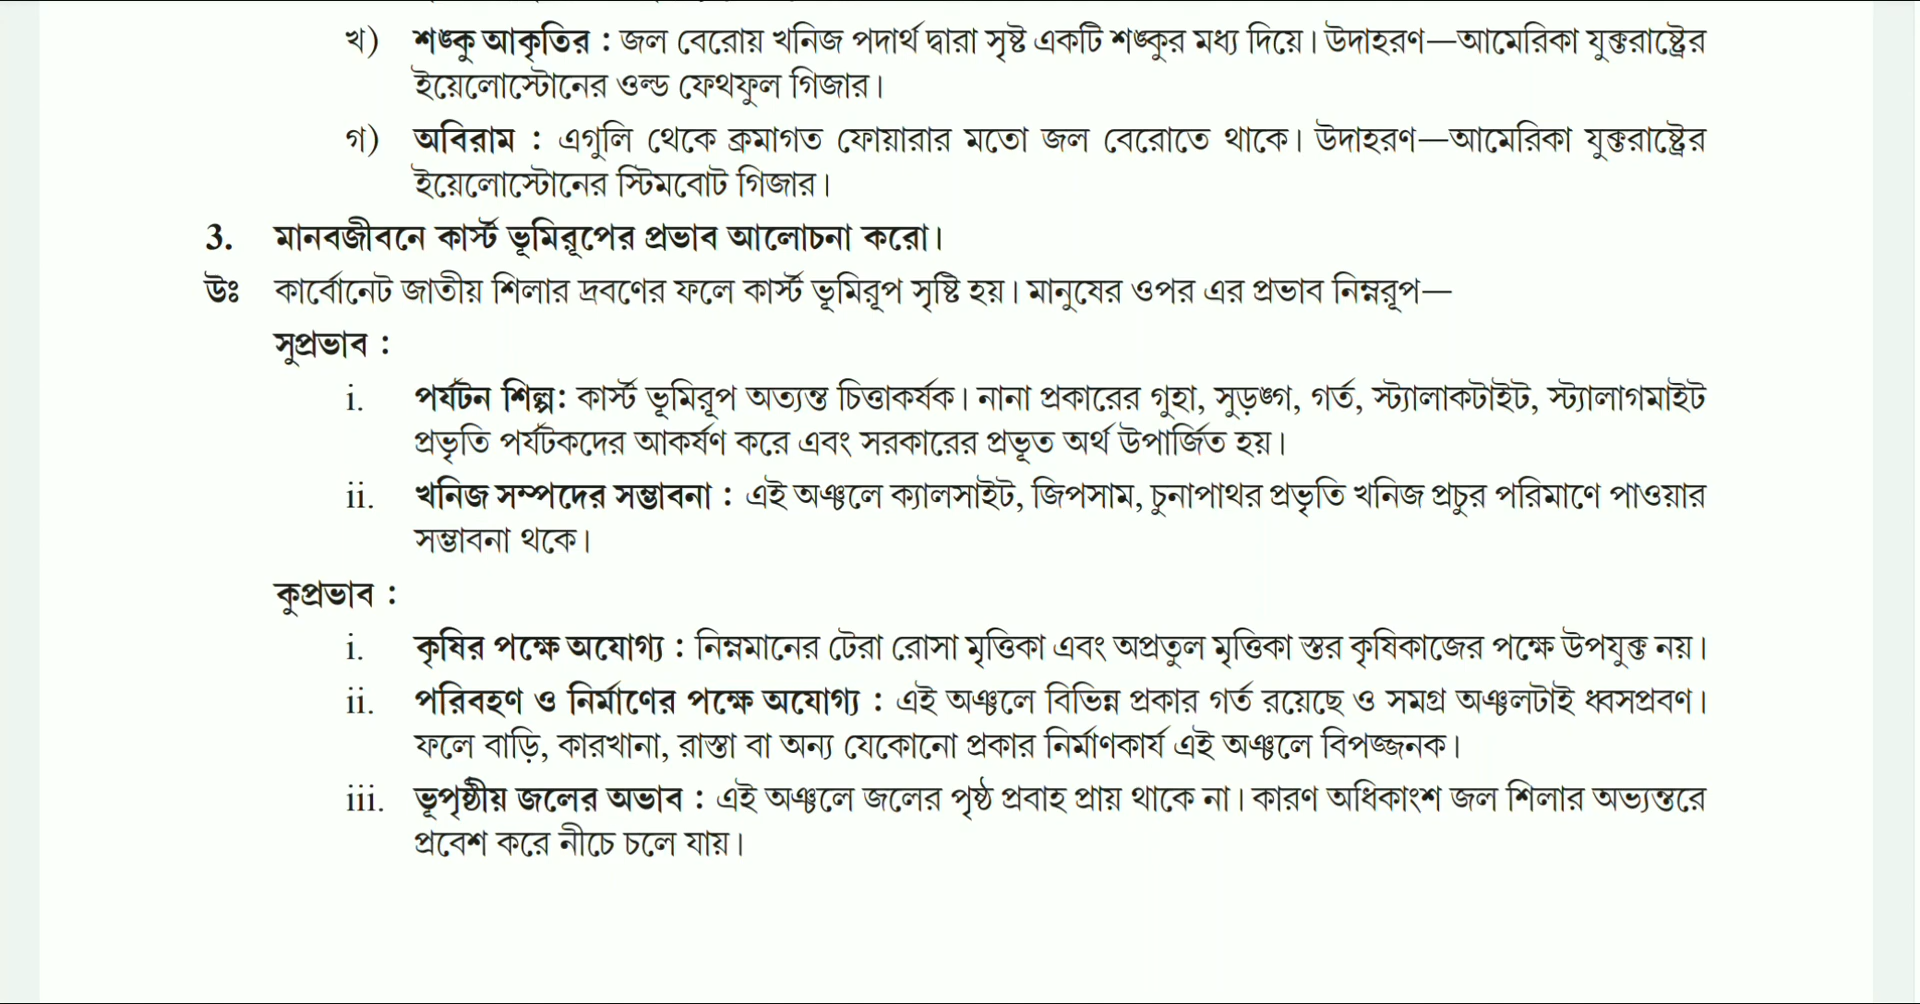 খ) শঙ্কু আকৃতির : জল বেরোয় খনিজ পদার্থ দ্বারা সৃষ্ট একটি শঙ্কুর মধ্য দিয়ে। উদাহরণ—আমেরিকা যুক্তরাষ্ট্রের
ইয়েলোস্টোনের ওল্ড ফেথফুল গিজার।
গ) অবিরাম : এগুলি থেকে ক্রমাগত ফোয়ারার মতো জল বেরোতে থাকে। উদাহরণ—আমেরিকা যুক্তরাষ্ট্রের
ইয়েলোস্টোনের স্টিমবোট গিজার।
3. মানবজীবনে কার্স্ট ভূমিরূপের প্রভাব আলোচনা করো।
উঃ কার্বোনেট জাতীয় শিলার দ্রবণের ফলে কার্স্ট ভূমিরূপ সৃষ্টি হয়। মানুষের ওপর এর প্রভাব নিম্নরূপ—
সুপ্রভাব :
i. পর্যটন শিল্প: কার্স্ট ভূমিরূপ অত্যন্ত চিত্তাকর্ষক। নানা প্রকারের গুহা, সুড়ঙ্গ, গর্ত, স্ট্যালাকটাইট, স্ট্যালাগমাইট
প্রভৃতি পর্যটকদের আকর্ষণ করে এবং সরকারের প্রভূত অর্থ উপার্জিত হয়।
ii. খনিজ সম্পদের সম্ভাবনা : এই অঞ্চলে ক্যালসাইট, জিপসাম, চুনাপাথর প্রভৃতি খনিজ প্রচুর পরিমাণে পাওয়ার
সম্ভাবনা থকে।
কুপ্রভাব :
i. কৃষির পক্ষে অযোগ্য : নিম্নমানের টেরা রোসা মৃত্তিকা এবং অপ্রতুল মৃত্তিকা স্তর কৃষিকাজের পক্ষে উপযুক্ত নয়।
ii. পরিবহণ ও নির্মাণের পক্ষে অযোগ্য : এই অঞ্চলে বিভিন্ন প্রকার গর্ত রয়েছে ও সমগ্র অঞ্চলটাই ধ্বসপ্রবণ।
ফলে বাড়ি, কারখানা, রাস্তা বা অন্য যেকোনো প্রকার নির্মাণকার্য এই অঞ্চলে বিপজ্জনক।
iii. ভূপৃষ্ঠীয় জলের অভাব : এই অঞ্চলে জলের পৃষ্ঠ প্রবাহ প্রায় থাকে না। কারণ অধিকাংশ জল শিলার অভ্যন্তরে
প্রবেশ করে নীচে চলে যায়।